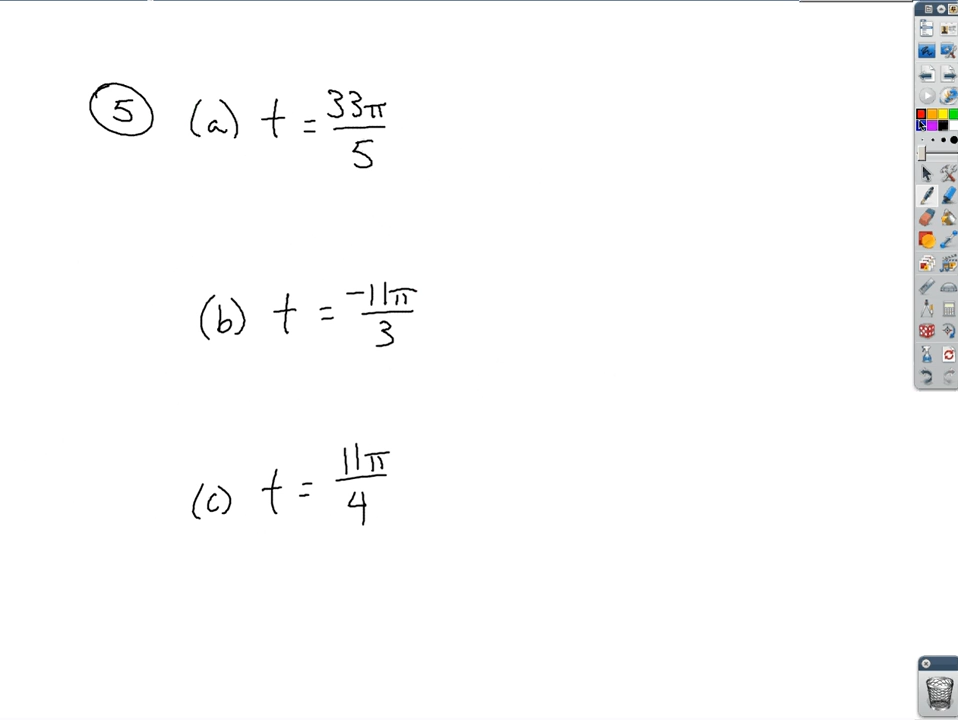 5 (a) t = 33π/5
(b) t = -11π/3
(c) t = 11π/4